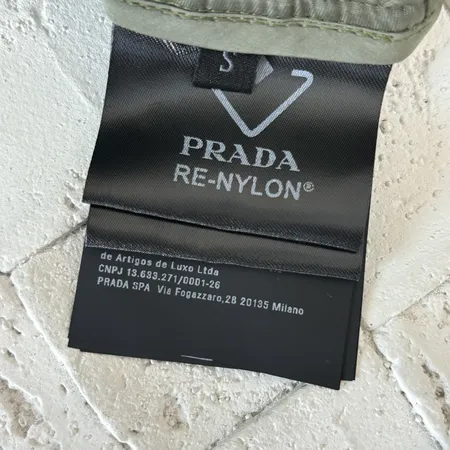 S
PRADA
RE-NYLON®
de Artigos de Luxo Ltda
CNPJ 13.633.271/0001-26
PRADA SPA Via Fogazzaro,28 20135 Milano